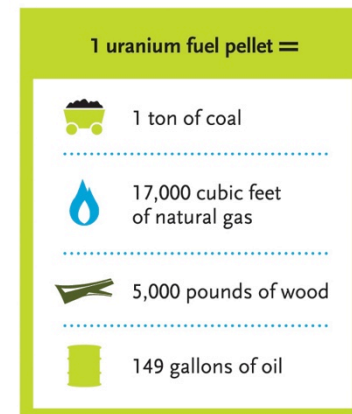 1 uranium fuel pellet =
1 ton of coal
17,000 cubic feet
of natural gas
5,000 pounds of wood
149 gallons of oil